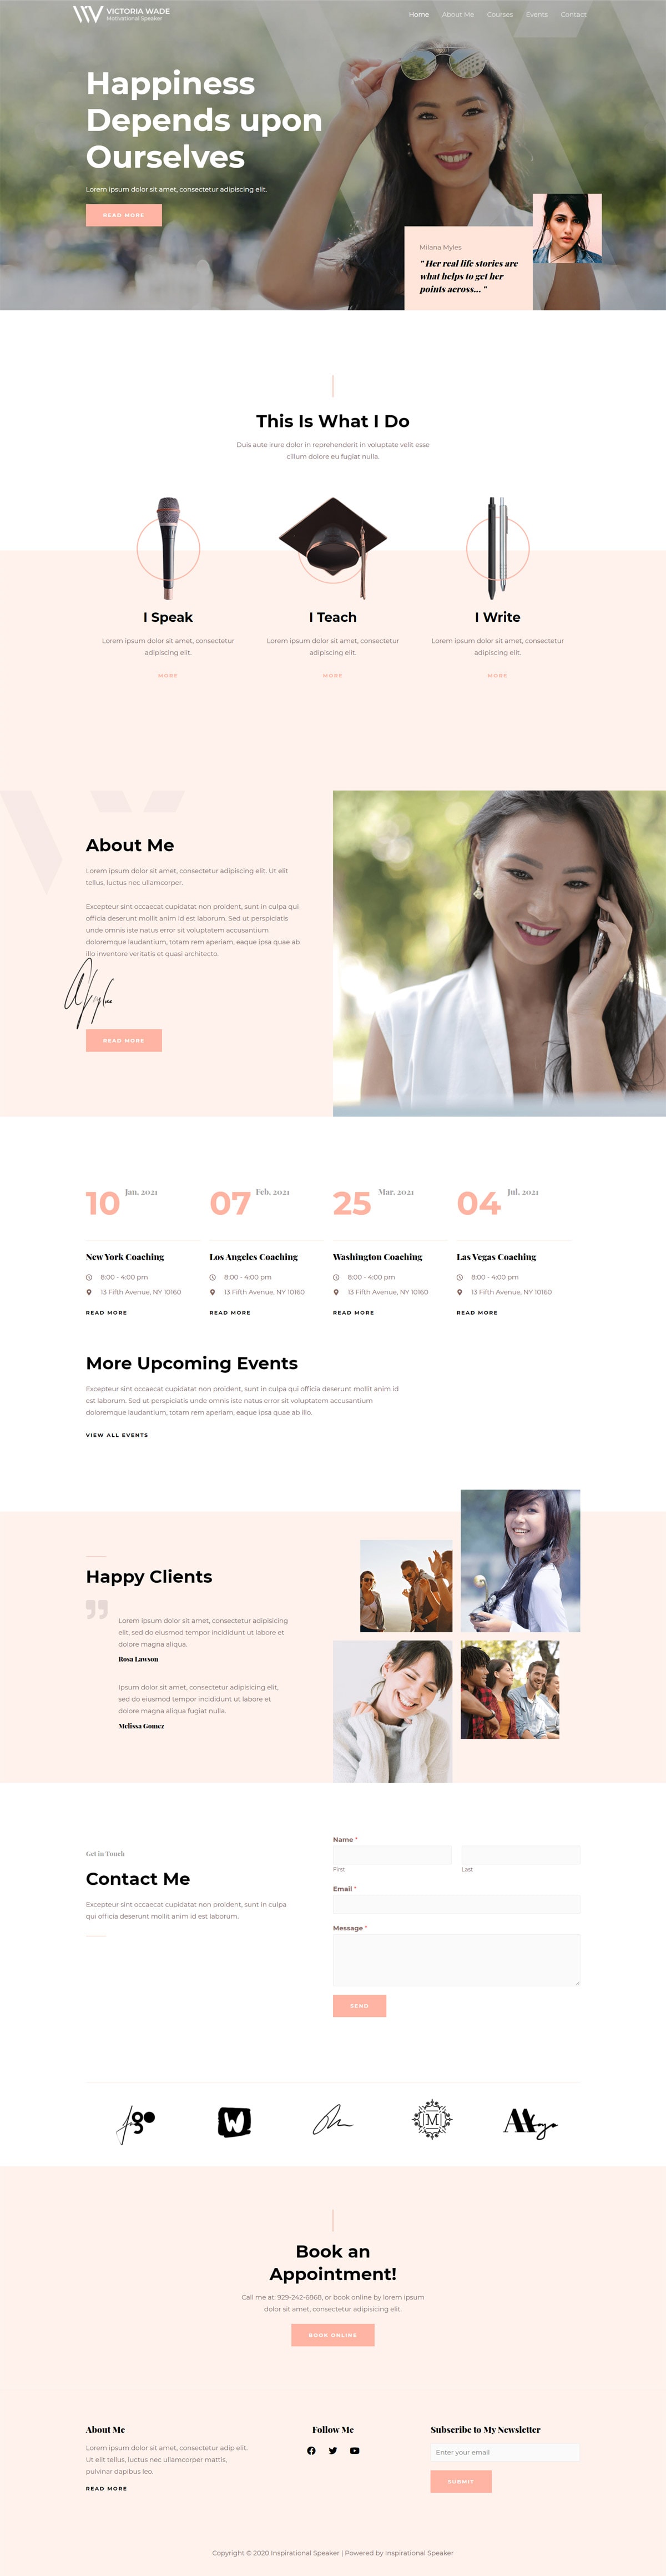 VICTORIA WADE
Motivational Speaker
Home About Me Courses Events Contact
Happiness
Depends upon
Ourselves
Lorem ipsum dolor sit amet, consectetur adipiscing elit.
READ MORE
Milana Myles
" Her real life stories are
what helps to get her
points across... "
This Is What I Do
Duis aute irure dolor in reprehenderit in voluptate velit esse
cillum dolore eu fugiat nulla.
I Speak
Lorem ipsum dolor sit amet, consectetur
adipiscing elit.
MORE
I Teach
Lorem ipsum dolor sit amet, consectetur
adipiscing elit.
MORE
I Write
Lorem ipsum dolor sit amet, consectetur
adipiscing elit.
MORE
About Me
Lorem ipsum dolor sit amet, consectetur adipiscing elit. Ut elit
tellus, luctus nec ullamcorper.
Excepteur sint occaecat cupidatat non proident, sunt in culpa qui
officia deserunt mollit anim id est laborum. Sed ut perspiciatis
unde omnis iste natus error sit voluptatem accusantium
doloremque laudantium, totam rem aperiam, eaque ipsa quae ab
illo inventore veritatis et quasi architecto.
READ MORE
10 Jan, 2021
New York Coaching
8:00 - 4:00 pm
13 Fifth Avenue, NY 10160
READ MORE
07 Feb, 2021
Los Angeles Coaching
8:00 - 4:00 pm
13 Fifth Avenue, NY 10160
READ MORE
25 Mar, 2021
Washington Coaching
8:00 - 4:00 pm
13 Fifth Avenue, NY 10160
READ MORE
04 Jul, 2021
Las Vegas Coaching
8:00 - 4:00 pm
13 Fifth Avenue, NY 10160
READ MORE
More Upcoming Events
Excepteur sint occaecat cupidatat non proident, sunt in culpa qui officia deserunt mollit anim id
est laborum. Sed ut perspiciatis unde omnis iste natus error sit voluptatem accusantium
doloremque laudantium, totam rem aperiam, eaque ipsa quae ab illo.
VIEW ALL EVENTS
Happy Clients
Lorem ipsum dolor sit amet, consectetur adipisicing
elit, sed do eiusmod tempor incididunt ut labore et
dolore magna aliqua.
Rosa Lawson
Ipsum dolor sit amet, consectetur adipisicing elit,
sed do eiusmod tempor incididunt ut labore et
dolore magna aliqua fugiat nulla.
Melissa Gomez
Get in Touch
Contact Me
Excepteur sint occaecat cupidatat non proident, sunt in culpa
qui officia deserunt mollit anim id est laborum.
Name *
First Last
Email *
Message *
SEND
W
M
Book an
Appointment!
Call me at: 929-242-6868, or book online by lorem ipsum
dolor sit amet, consectetur adipisicing elit.
BOOK ONLINE
About Me
Lorem ipsum dolor sit amet, consectetur adip elit.
Ut elit tellus, luctus nec ullamcorper mattis,
pulvinar dapibus leo.
READ MORE
Follow Me
Subscribe to My Newsletter
Enter your email
SUBMIT
Copyright © 2020 Inspirational Speaker | Powered by Inspirational Speaker